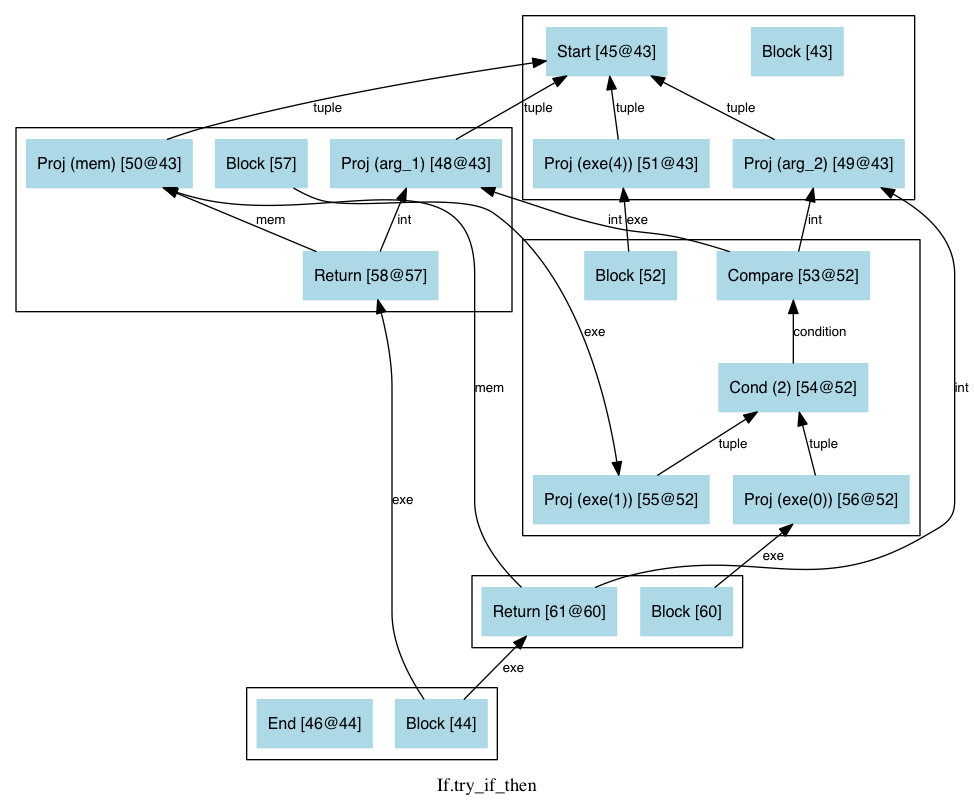 Start [45@43]
Block [43]
tuple
tuple
tuple
tuple
Proj (mem) [50@43]
Block [57]
Proj (arg_1) [48@43]
Proj (exe(4)) [51@43]
Proj (arg_2) [49@43]
mem
int
int
exe
int
Return [58@57]
Block [52]
Compare [53@52]
exe
condition
mem
Cond (2) [54@52]
int
tuple
tuple
exe
Proj (exe(1)) [55@52]
Proj (exe(0)) [56@52]
exe
Return [61@60]
Block [60]
exe
End [46@44]
Block [44]
If.try_if_then